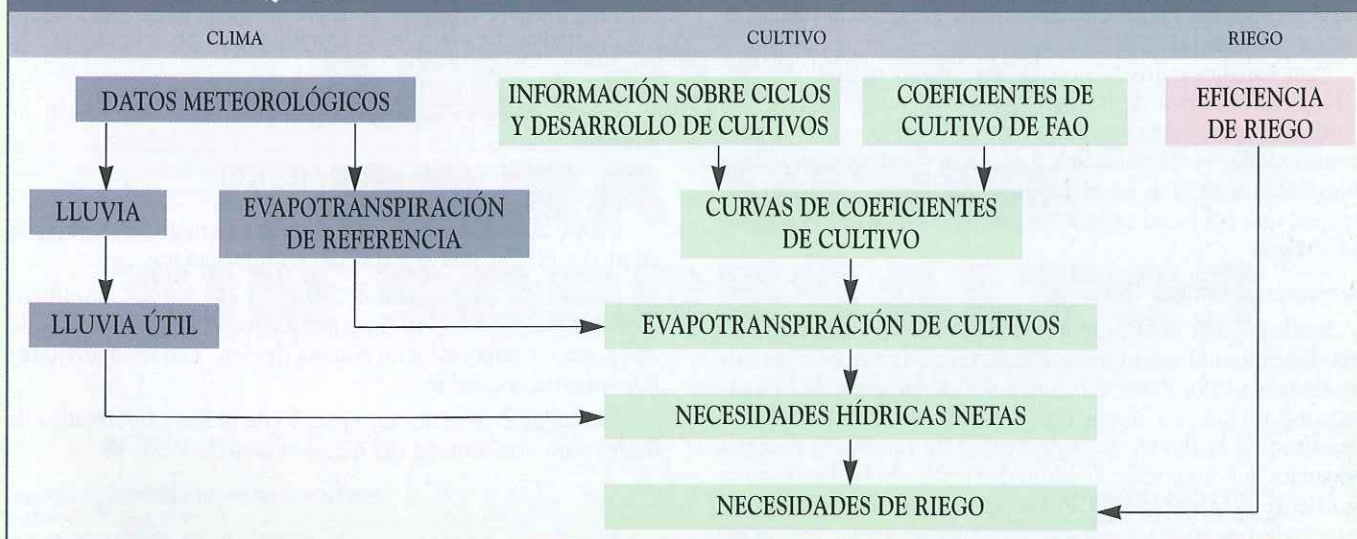 CLIMA
CULTIVO
RIEGO
DATOS METEOROLÓGICOS
INFORMACIÓN SOBRE CICLOS
Y DESARROLLO DE CULTIVOS
COEFICIENTES DE
CULTIVO DE FAO
EFICIENCIA
DE RIEGO
LLUVIA
EVAPOTRANSPIRACIÓN
DE REFERENCIA
CURVAS DE COEFICIENTES
DE CULTIVO
LLUVIA ÚTIL
EVAPOTRANSPIRACIÓN DE CULTIVOS
NECESIDADES HÍDRICAS NETAS
NECESIDADES DE RIEGO